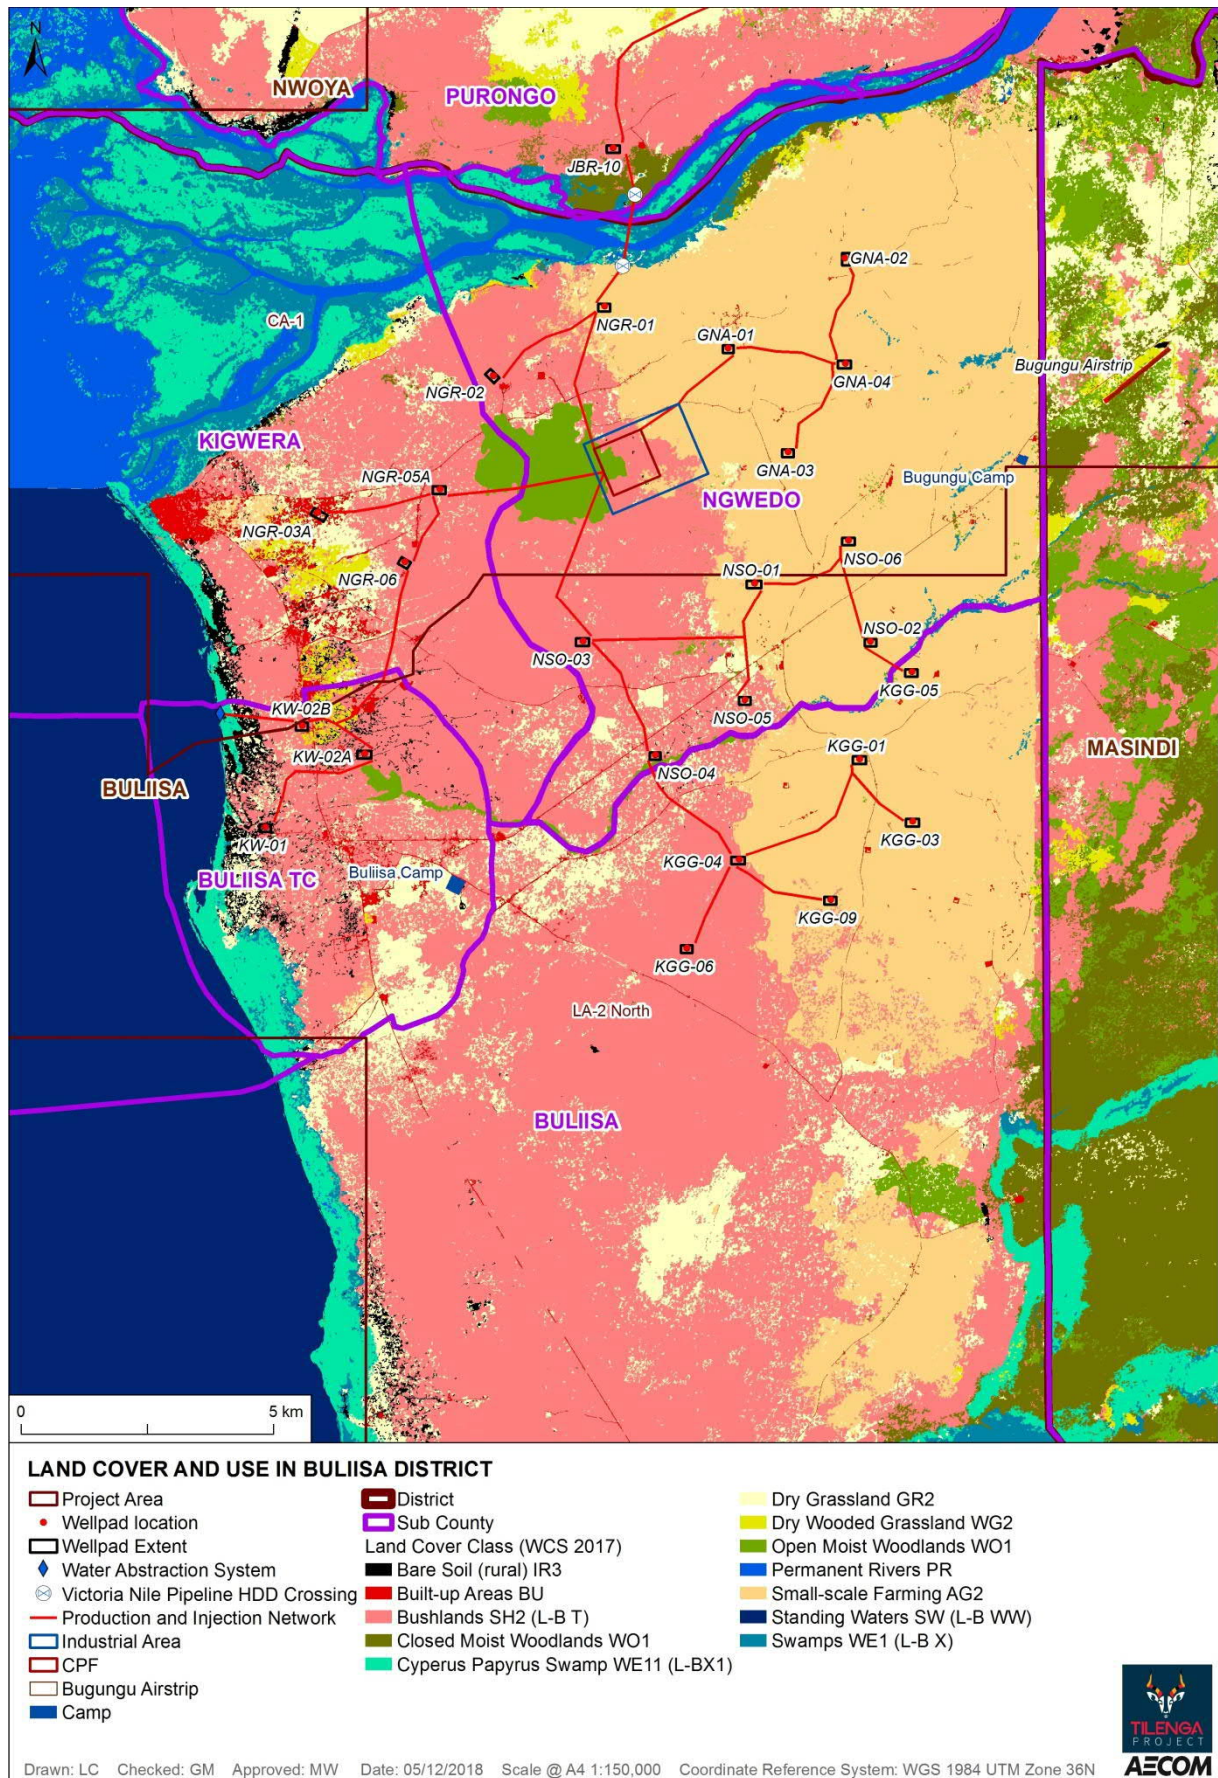 N
NWOYA
PURONGO
JBR-10
GNA-02
CA-1
NGR-01
GNA-01
GNA-04
Bugungu Airstrip
NGR-02
KIGWERA
GNA-03
NGR-05A
Bugungu Camp
NGWEDO
NGR-03A
NGR-06
NSO-01
NSO-06
NSO-02
NSO-03
KGG-05
KW-02B
NSO-05
KW-02A
KGG-01
MASINDI
NSO-04
BULIISA
KGG-03
KW-01
KGG-04
BULIISA TC
Buliisa Camp
KGG-09
KGG-06
LA-2 North
BULIISA
0 5 km
LAND COVER AND USE IN BULIISA DISTRICT
Project Area
Wellpad location
Wellpad Extent
Water Abstraction System
Victoria Nile Pipeline HDD Crossing
Production and Injection Network
Industrial Area
CPF
Bugungu Airstrip
Camp
District
Sub County
Land Cover Class (WCS 2017)
Bare Soil (rural) IR3
Built-up Areas BU
Bushlands SH2 (L-B T)
Closed Moist Woodlands WO1
Cyperus Papyrus Swamp WE11 (L-BX1)
Dry Grassland GR2
Dry Wooded Grassland WG2
Open Moist Woodlands WO1
Permanent Rivers PR
Small-scale Farming AG2
Standing Waters SW (L-B WW)
Swamps WE1 (L-B X)
TILENGA
PROJECT
AECOM
Drawn: LC Checked: GM Approved: MW Date: 05/12/2018 Scale @ A4 1:150,000 Coordinate Reference System: WGS 1984 UTM Zone 36N